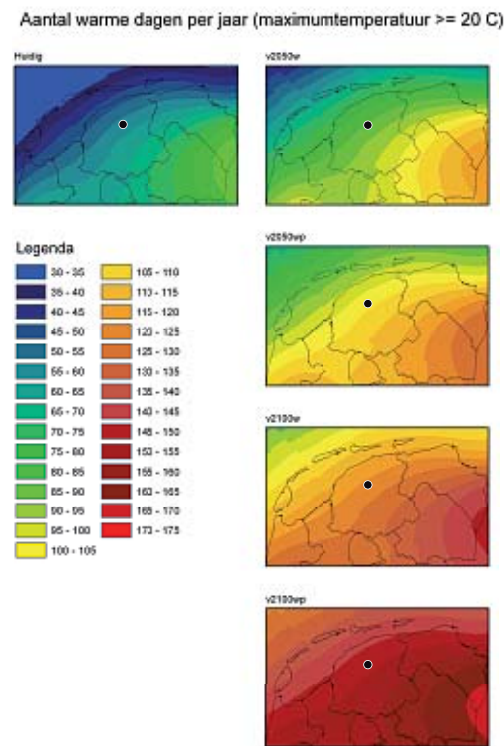 Aantal warme dagen per jaar (maximumtemperatuur >= 20 C)
Huidig
v2050w
v2050wp
v2100w
v2100wp
Legenda
30 - 35
35 - 40
40 - 45
45 - 50
50 - 55
55 - 60
60 - 65
65 - 70
70 - 75
75 - 80
80 - 85
85 - 90
90 - 95
95 - 100
100 - 105
105 - 110
110 - 115
115 - 120
120 - 125
125 - 130
130 - 135
135 - 140
140 - 145
145 - 150
150 - 155
155 - 160
160 - 165
165 - 170
170 - 175